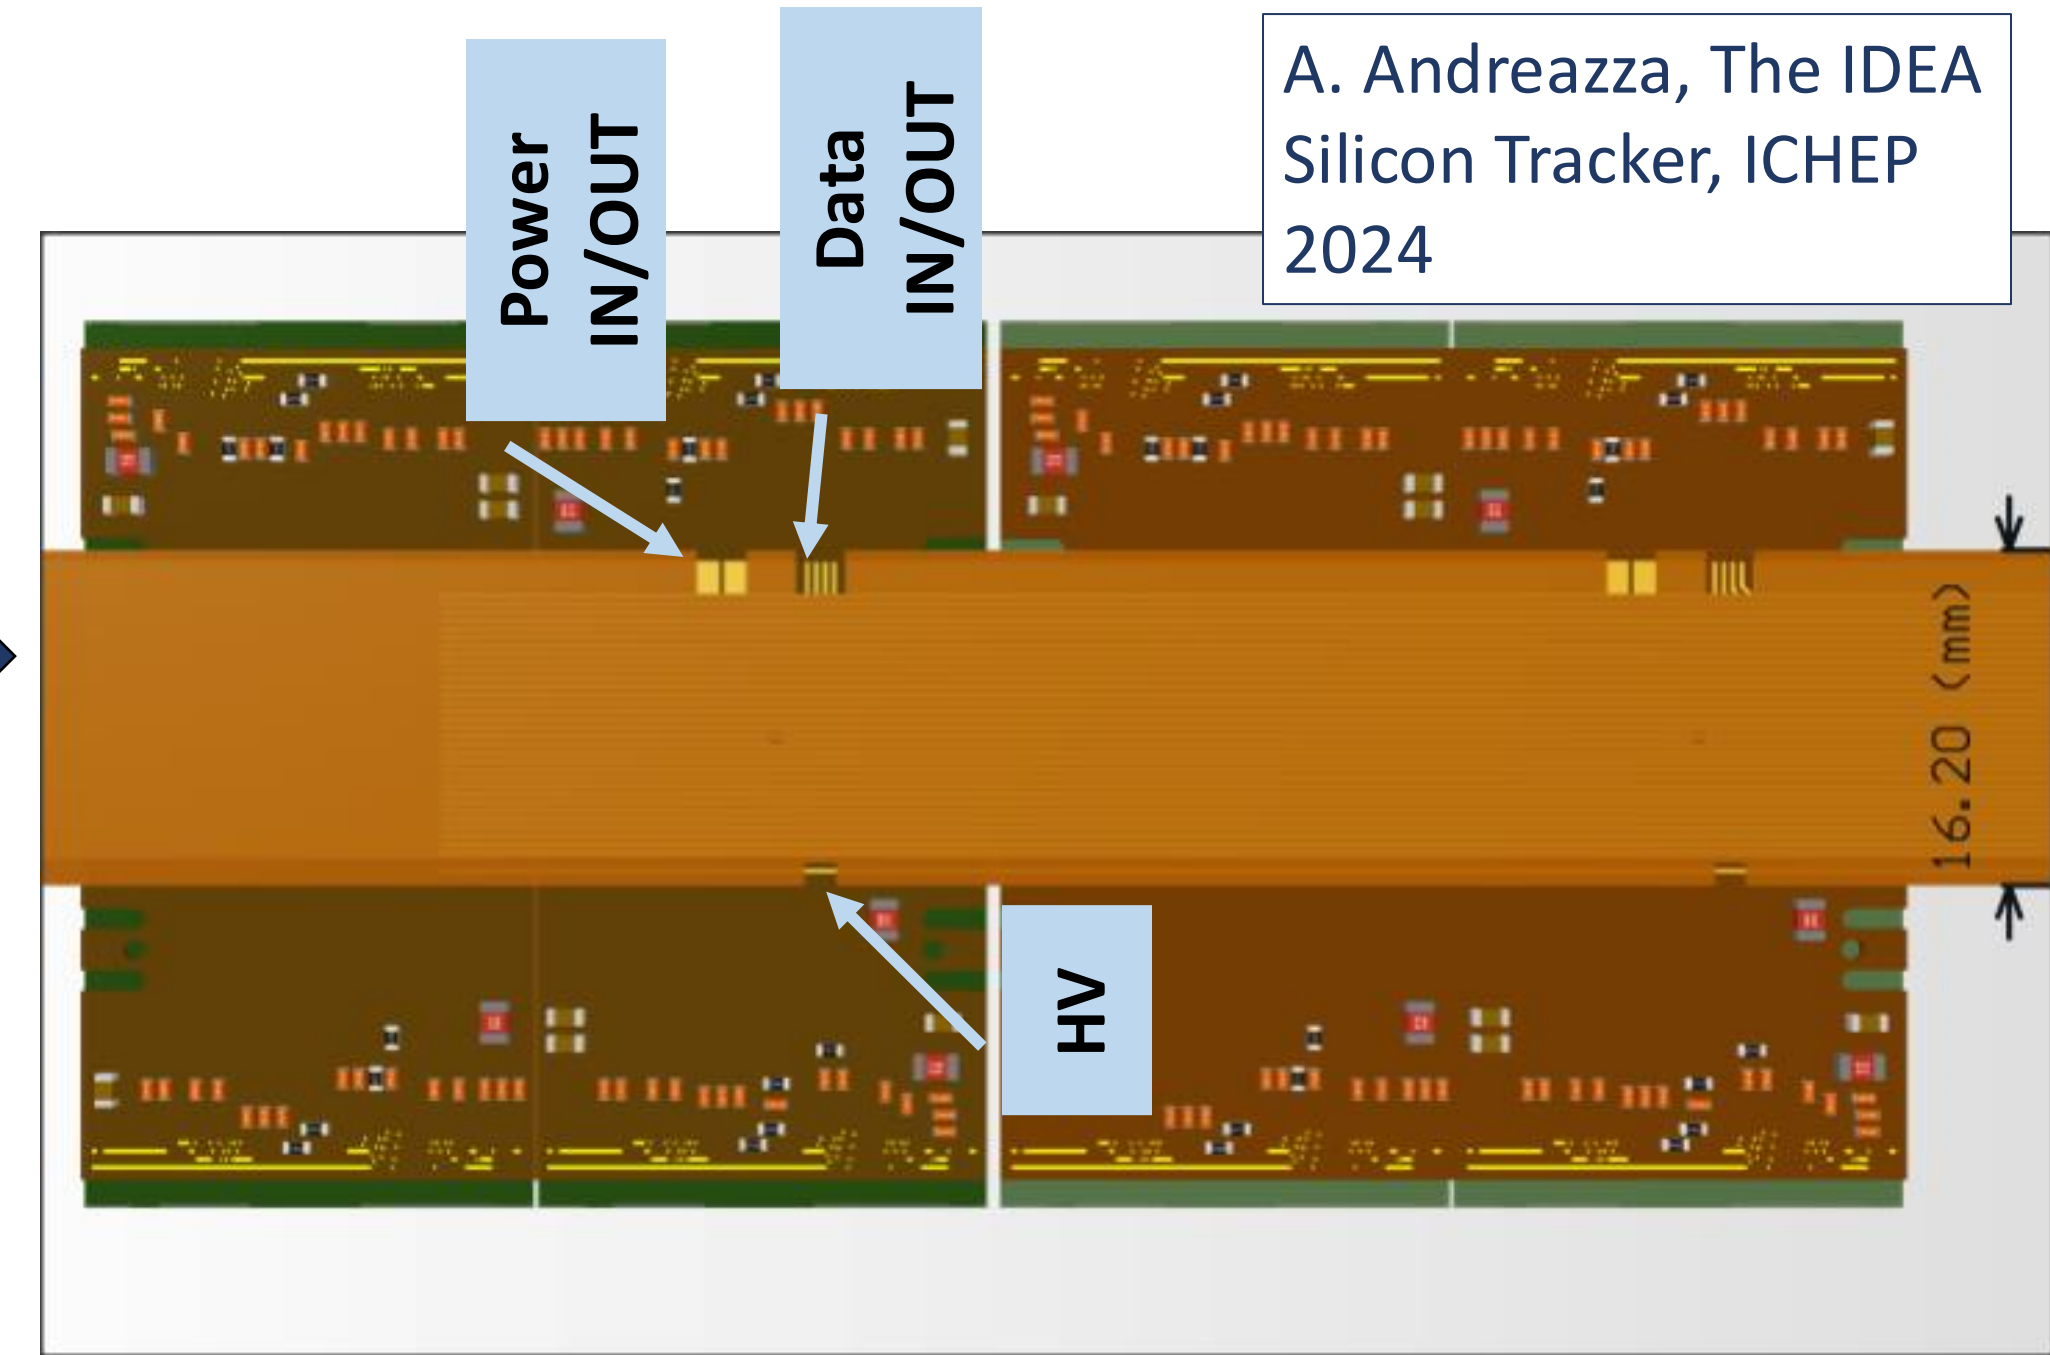 Power
IN/OUT
Data
IN/OUT
A. Andreazza, The IDEA
Silicon Tracker, ICHEP
2024
16.20 (mm)
HV